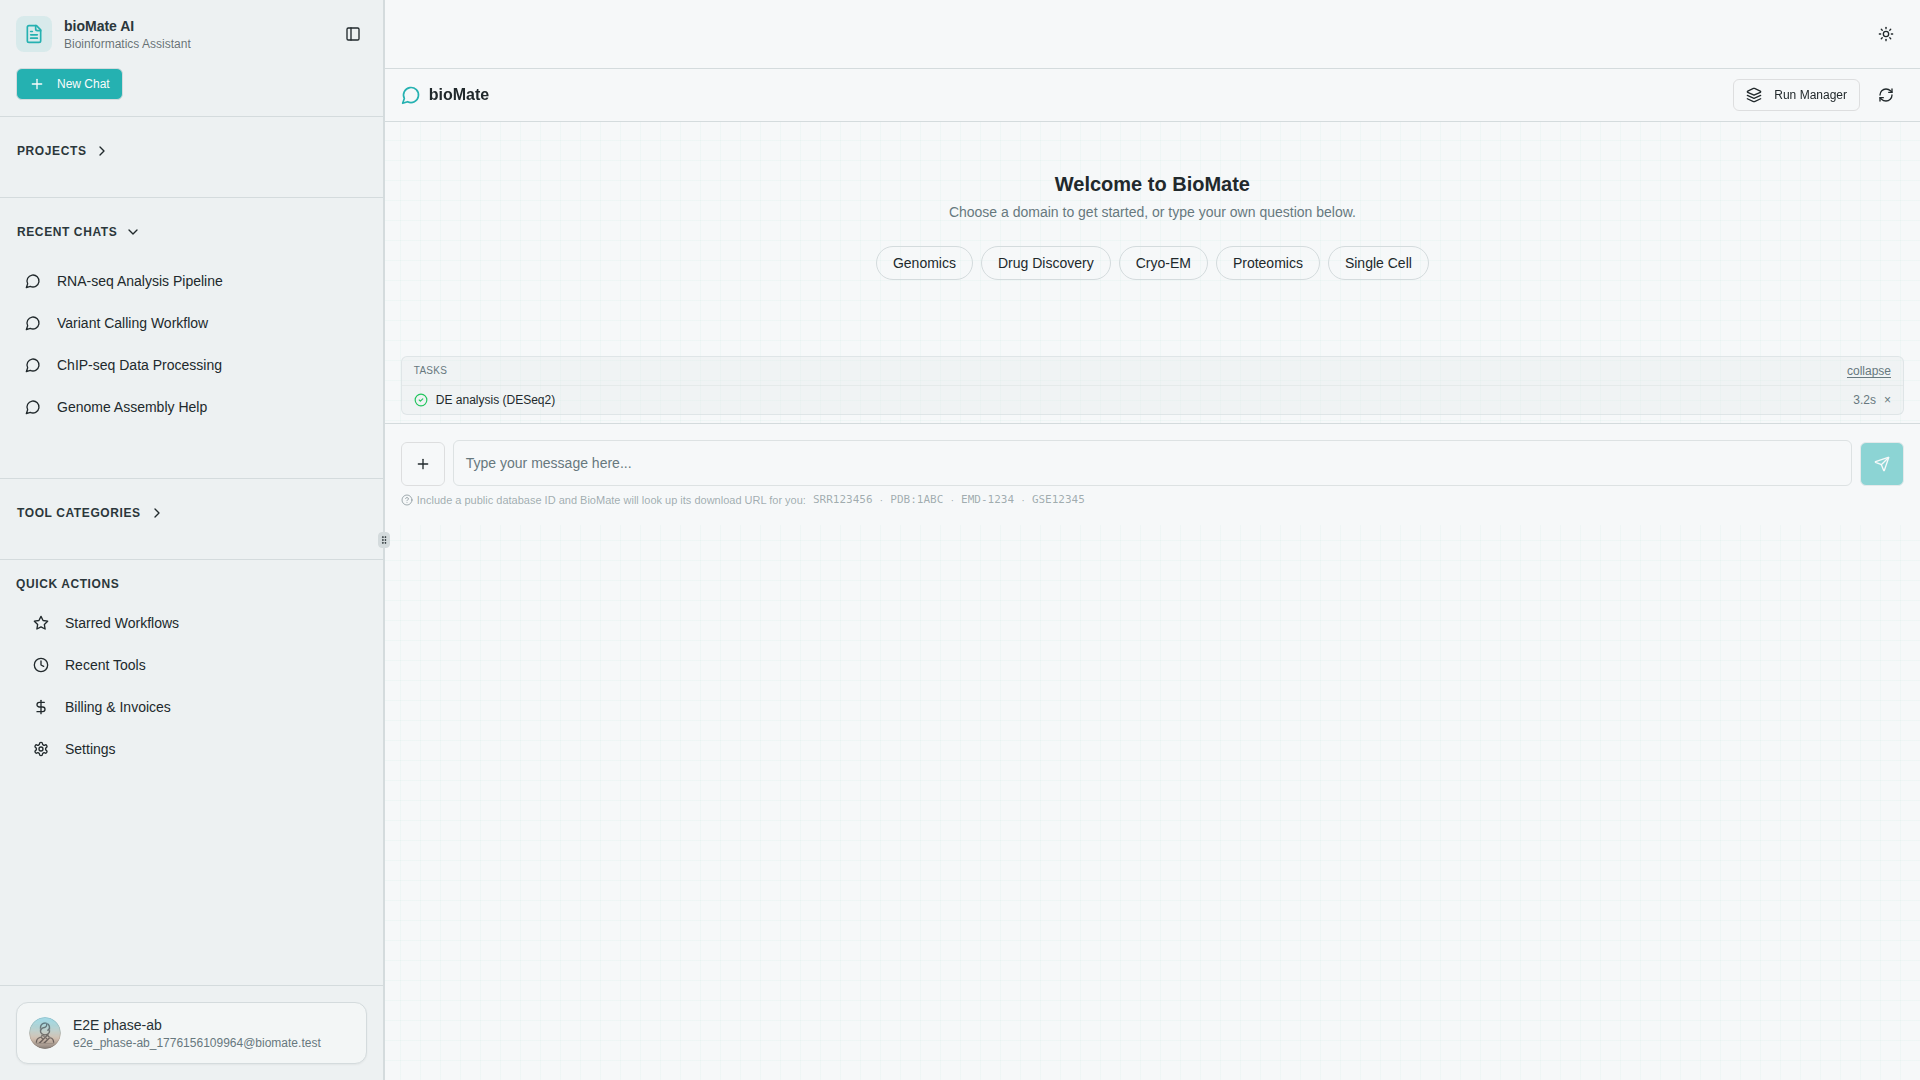 bioMate AI
Bioinformatics Assistant
New Chat
PROJECTS
RECENT CHATS
RNA-seq Analysis Pipeline
Variant Calling Workflow
ChIP-seq Data Processing
Genome Assembly Help
TOOL CATEGORIES
QUICK ACTIONS
Starred Workflows
Recent Tools
Billing & Invoices
Settings
E2E phase-ab
e2e_phase-ab_1776156109964@biomate.test
bioMate
Run Manager
Welcome to BioMate
Choose a domain to get started, or type your own question below.
Genomics Drug Discovery Cryo-EM Proteomics Single Cell
TASKS collapse
DE analysis (DESeq2) 3.2s ×
Type your message here...
Include a public database ID and BioMate will look up its download URL for you: SRR123456 · PDB:1ABC · EMD-1234 · GSE12345